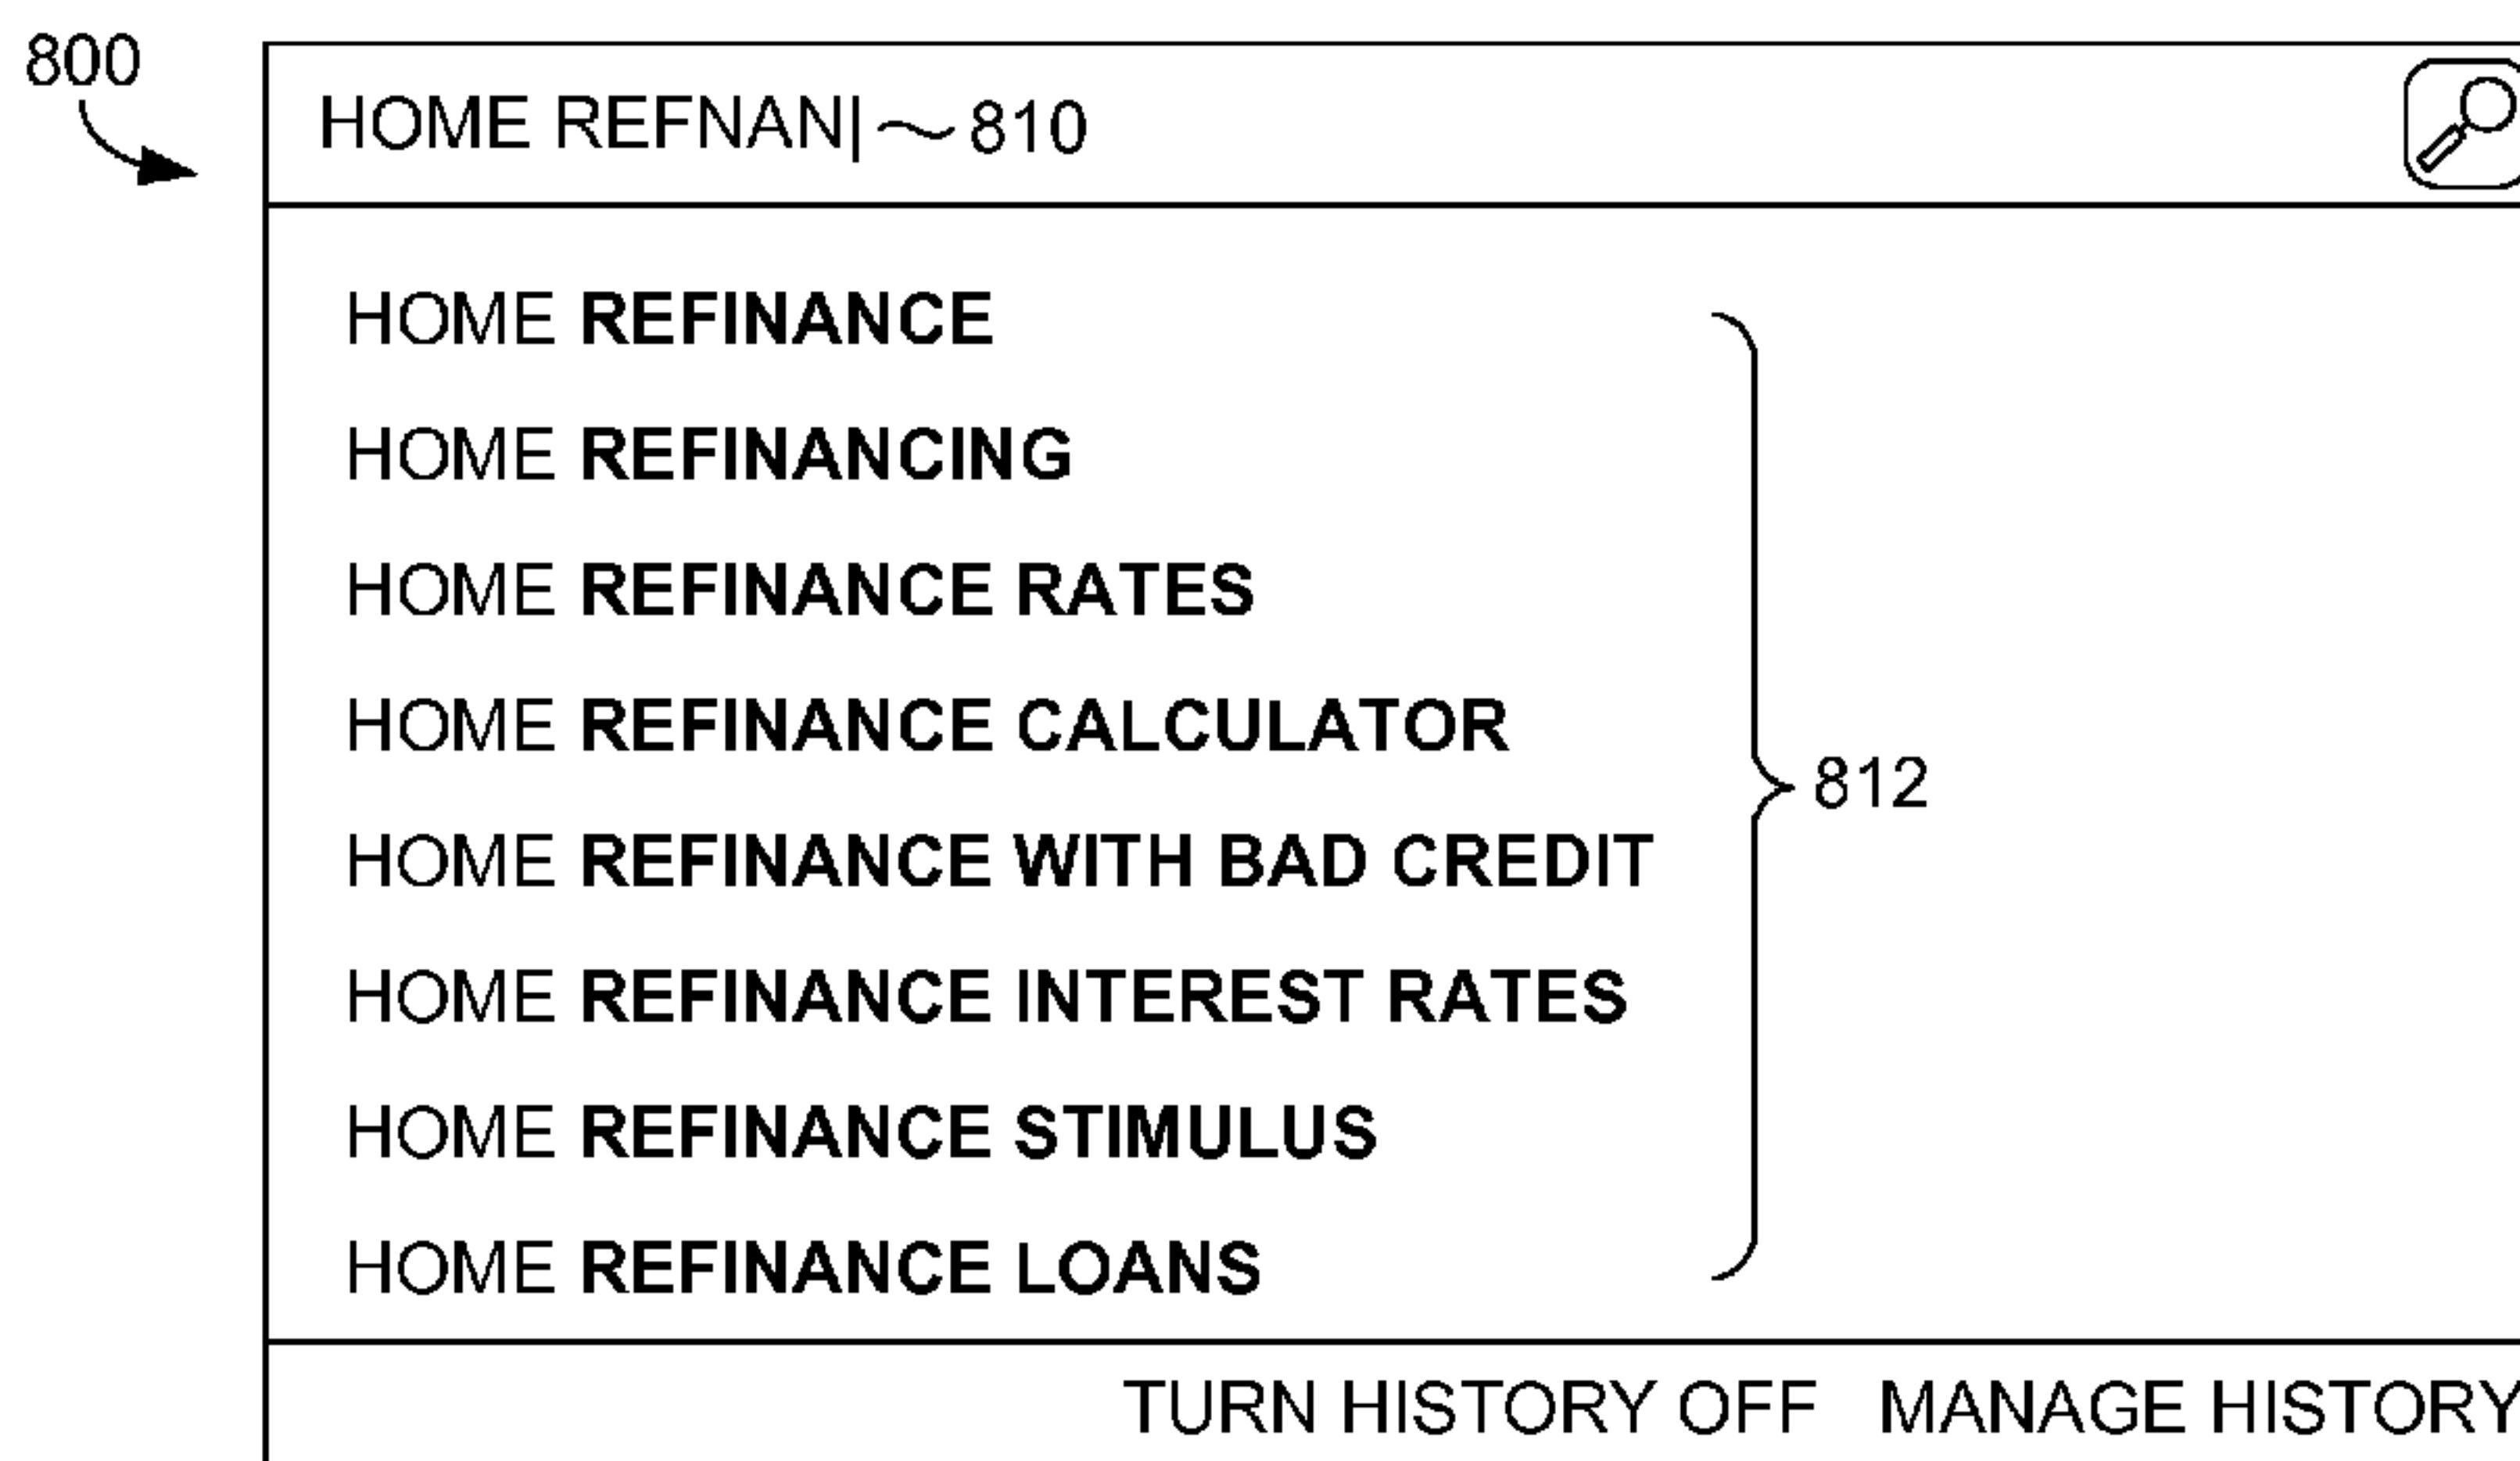 800
HOME REFNAN| ~810
HOME REFINANCE
HOME REFINANCING
HOME REFINANCE RATES
HOME REFINANCE CALCULATOR
812
HOME REFINANCE WITH BAD CREDIT
HOME REFINANCE INTEREST RATES
HOME REFINANCE STIMULUS
HOME REFINANCE LOANS
TURN HISTORY OFF MANAGE HISTORY